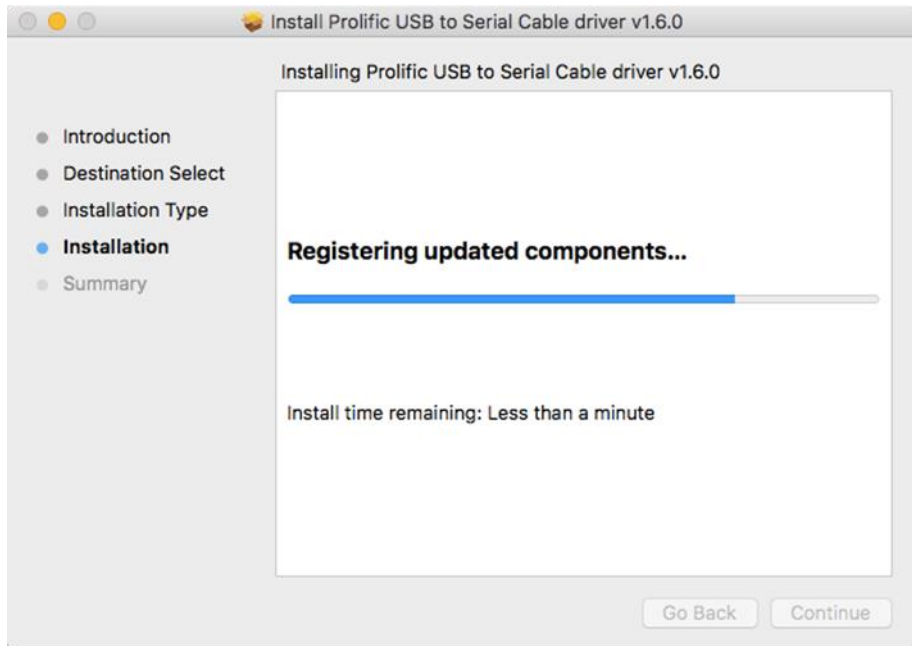 Install Prolific USB to Serial Cable driver v1.6.0
Installing Prolific USB to Serial Cable driver v1.6.0
Introduction
Destination Select
Installation Type
Installation
Summary
Registering updated components...
Install time remaining: Less than a minute
Go Back
Continue